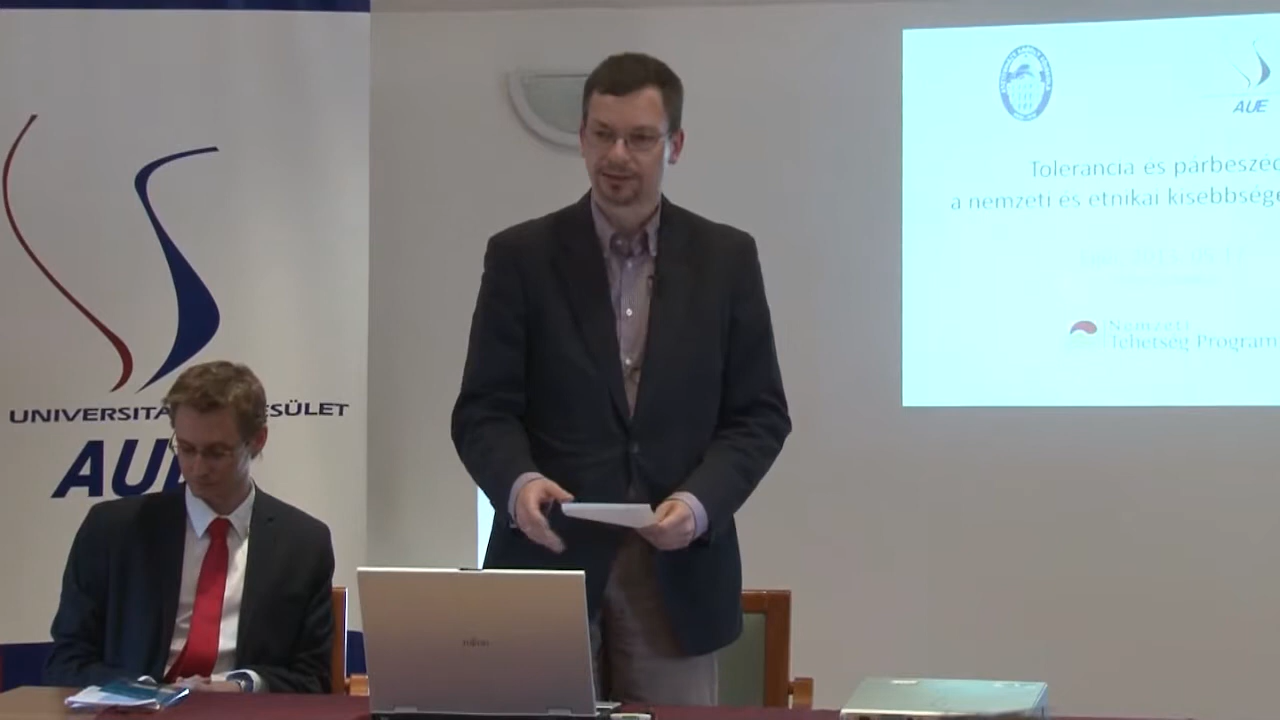 UNIVERSITA ESÜLET
AUE
AUE
Tolerancia és párbeszéd
a nemzeti és etnikai kisebbsége
Nemzeti
Tehetség Program
FUJITSU